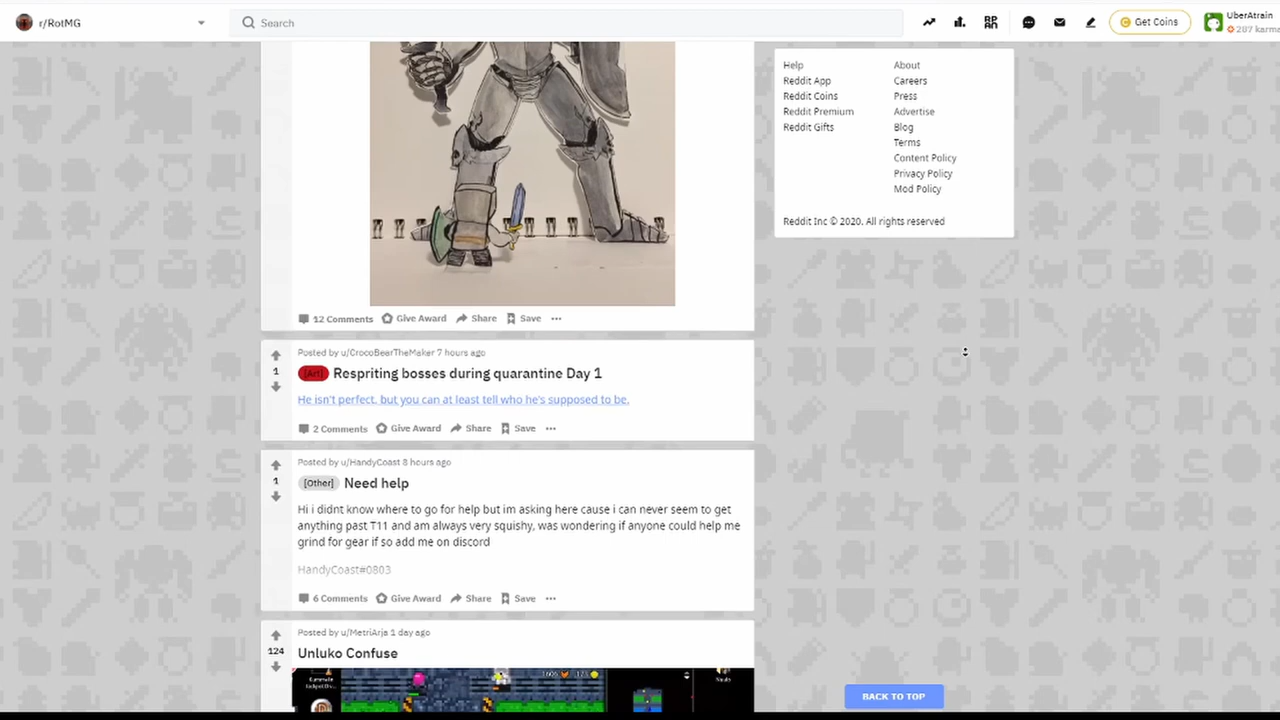 r/RotMG
Search
Get Coins
UberAtrain
287 karma
12 Comments Give Award Share Save
Posted by u/CrocoBearTheMaker 7 hours ago
1
[Art] Respriting bosses during quarantine Day 1
He isn't perfect, but you can at least tell who he's supposed to be.
2 Comments Give Award Share Save
Posted by u/HandyCoast 8 hours ago
1
[Other] Need help
Hi i didnt know where to go for help but im asking here cause i can never seem to get
anything past T11 and am always very squishy, was wondering if anyone could help me
grind for gear if so add me on discord
HandyCoast#0803
6 Comments Give Award Share Save
Posted by u/MetriArja 1 day ago
124
Unluko Confuse
Help
Reddit App
Reddit Coins
Reddit Premium
Reddit Gifts
About
Careers
Press
Advertise
Blog
Terms
Content Policy
Privacy Policy
Mod Policy
Reddit Inc © 2020. All rights reserved
BACK TO TOP